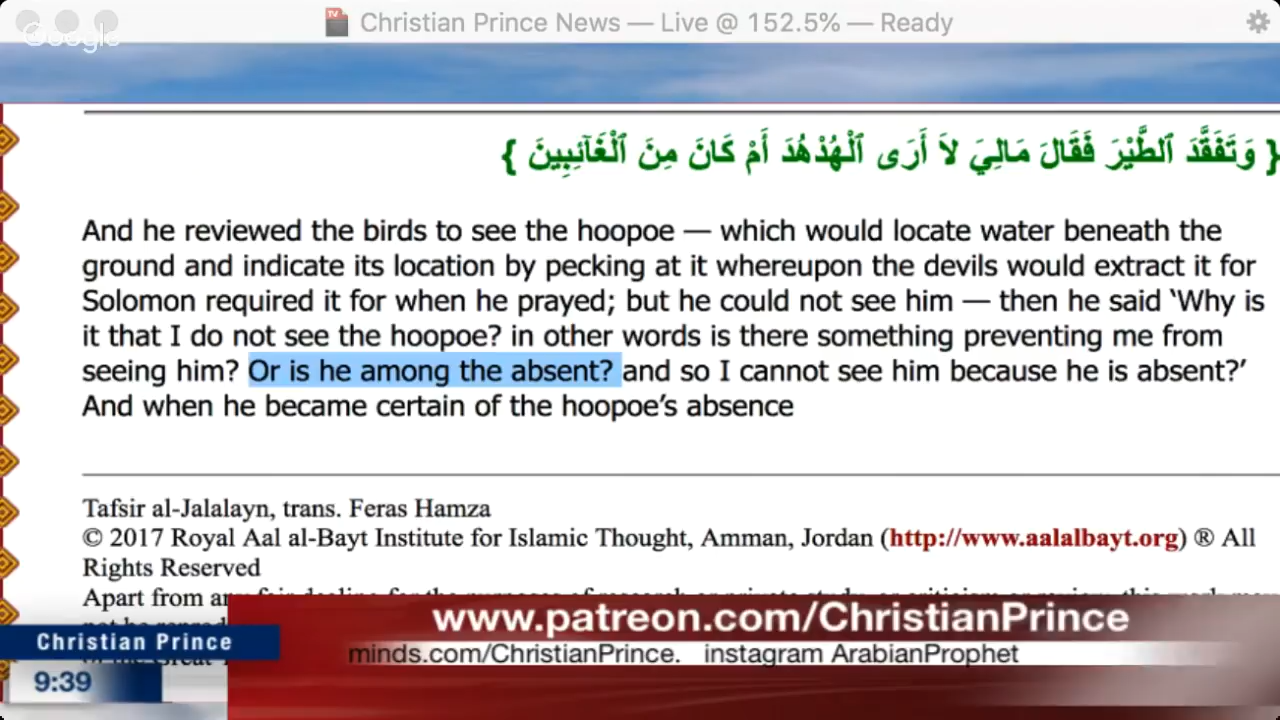 Christian Prince News — Live @ 152.5% — Ready
Google
{ وَتَفَقَّدَ ٱلطَّيْرَ فَقَالَ مَالِيَ لاَ أَرَى ٱلْهُدْهُدَ أَمْ كَانَ مِنَ ٱلْغَآئِبِينَ }
And he reviewed the birds to see the hoopoe — which would locate water beneath the
ground and indicate its location by pecking at it whereupon the devils would extract it for
Solomon required it for when he prayed; but he could not see him — then he said ‘Why is
it that I do not see the hoopoe? in other words is there something preventing me from
seeing him? Or is he among the absent? and so I cannot see him because he is absent?’
And when he became certain of the hoopoe’s absence
Tafsir al-Jalalayn, trans. Feras Hamza
© 2017 Royal Aal al-Bayt Institute for Islamic Thought, Amman, Jordan (http://www.aalalbayt.org) ® All
Rights Reserved
Apart from any
www.patreon.com/ChristianPrince
Christian Prince
minds.com/ChristianPrince. instagram ArabianProphet
9:39